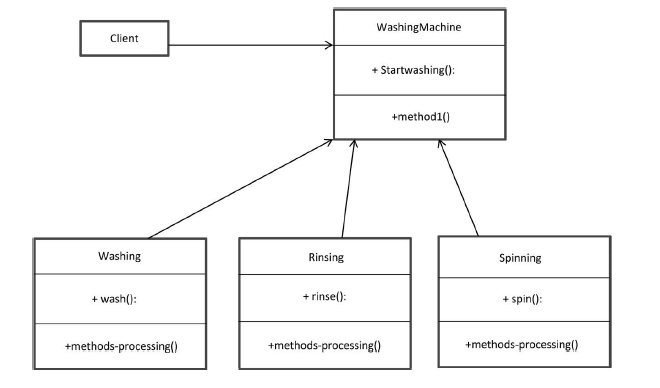 Client
WashingMachine
+ Startwashing():
+method1()
Washing
+ wash():
+methods-processing()
Rinsing
+ rinse():
+methods-processing()
Spinning
+ spin():
+methods-processing()